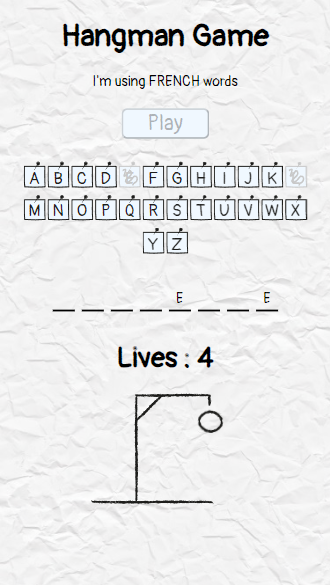 Hangman Game
I'm using FRENCH words
Play
A B C D F G H I J K
M N O P Q R S T U V W X
Y Z
E E
Lives : 4